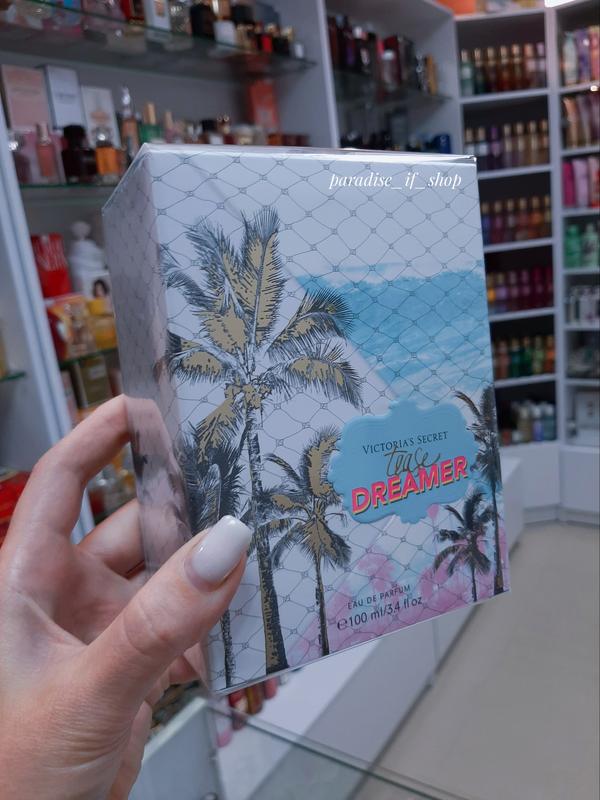 paradise_if_shop
VICTORIA'S SECRET
Tease
DREAMER
EAU DE PARFUM
℮100 ml/3.4 fl oz